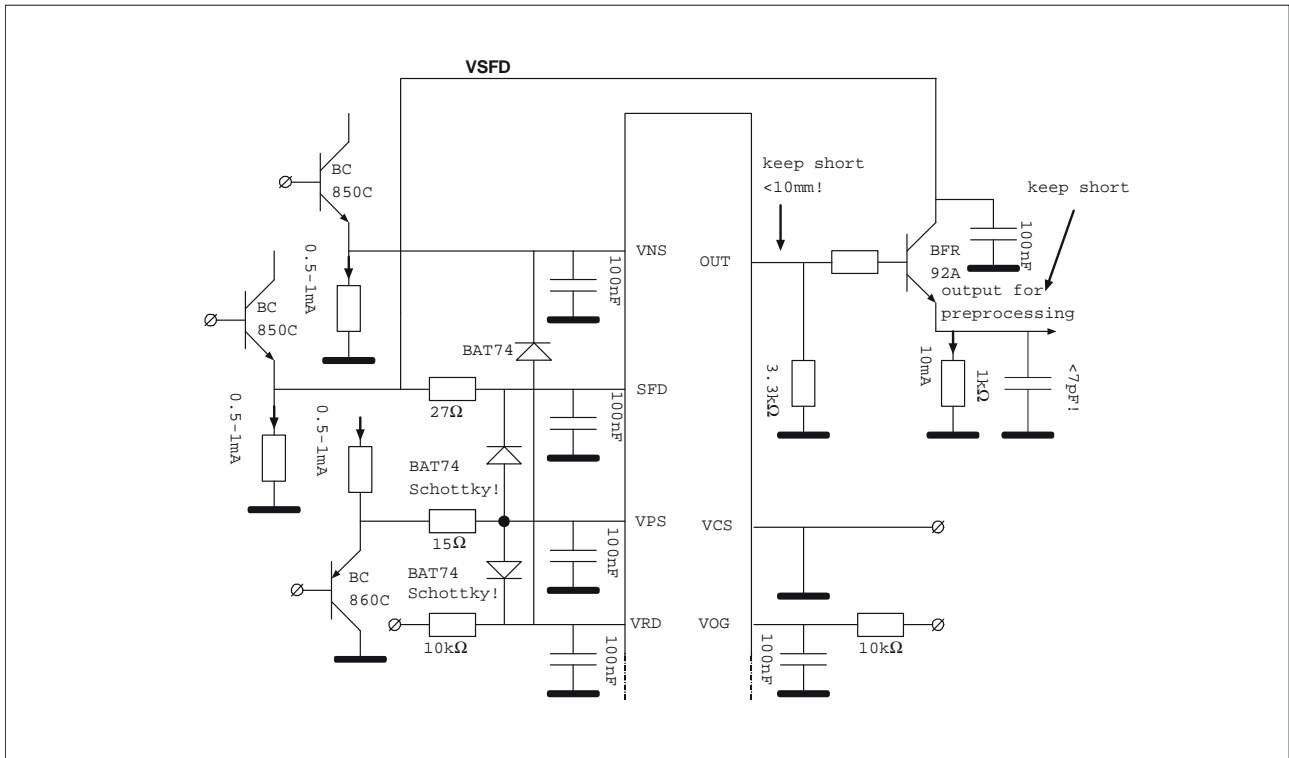 VSFD
keep short
<10mm!
keep short
BC
850C
0.5-1mA
VNS
100nF
OUT
BFR
92A
100nF
output for
preprocessing
BC
850C
0.5-1mA
0.5-1mA
BAT74
27Ω
SFD
100nF
3.3kΩ
10mA
1kΩ
<7pF!
BAT74
Schottky!
15Ω
VPS
100nF
VCS
BC
860C
BAT74
Schottky!
10kΩ
VRD
100nF
VOG
100nF
10kΩ